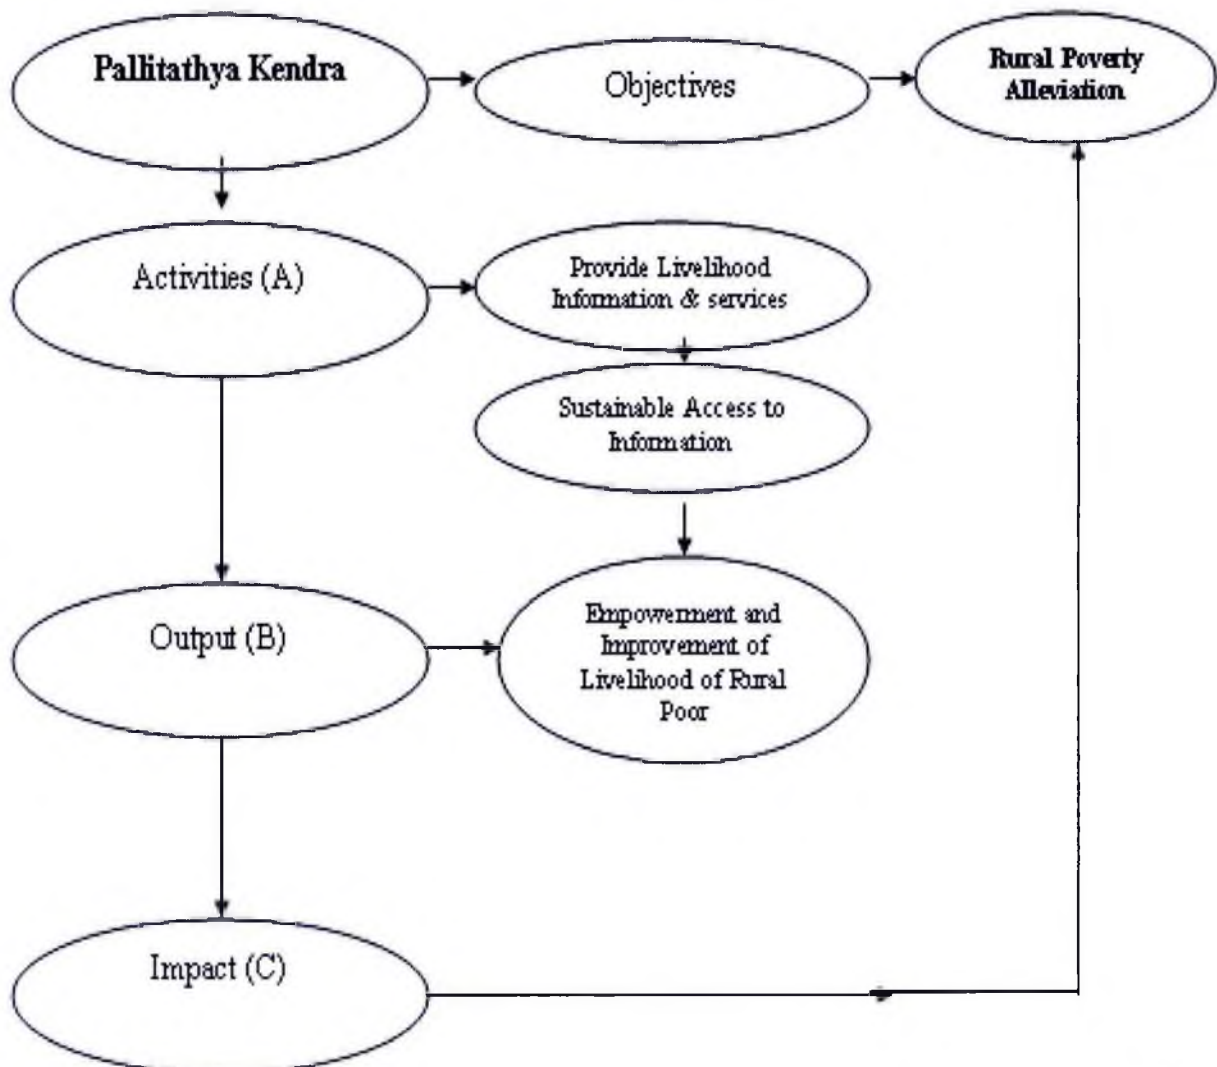 Pallitathya Kendra
Objectives
Rural Poverty
Alleviation
Activities (A)
Provide Livelihood
Information & services
Sustainable Access to
Information
Output (B)
Empowerment and
Improvement of
Livelihood of Rural
Poor
Impact (C)